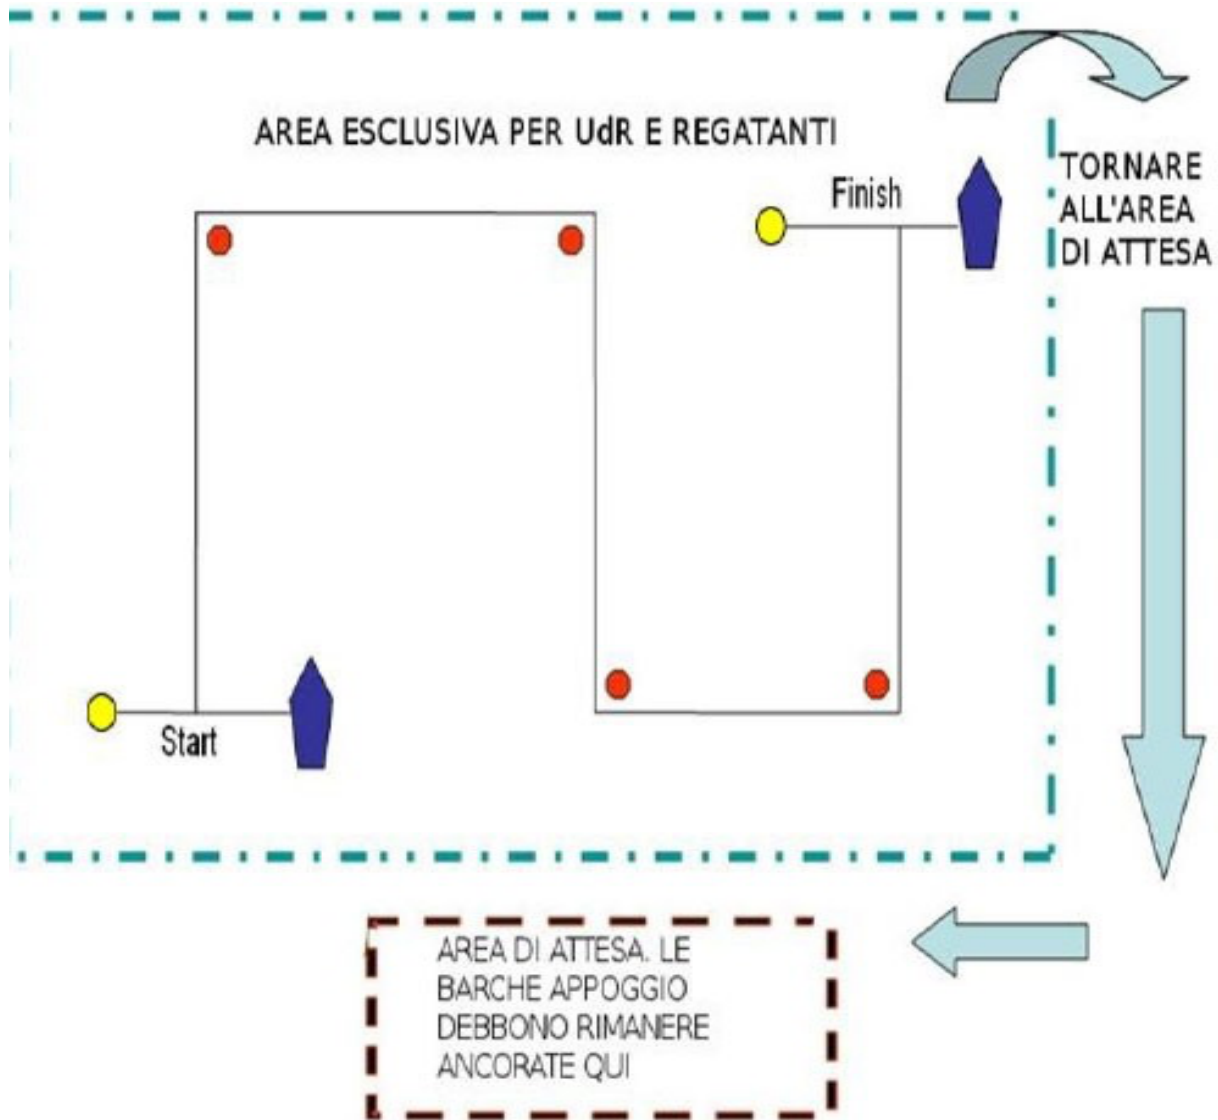 AREA ESCLUSIVA PER UdR E REGATANTI
Finish
TORNARE
ALL'AREA
DI ATTESA
Start
AREA DI ATTESA. LE
BARCHE APPOGGIO
DEBBONO RIMANERE
ANCORATE QUI